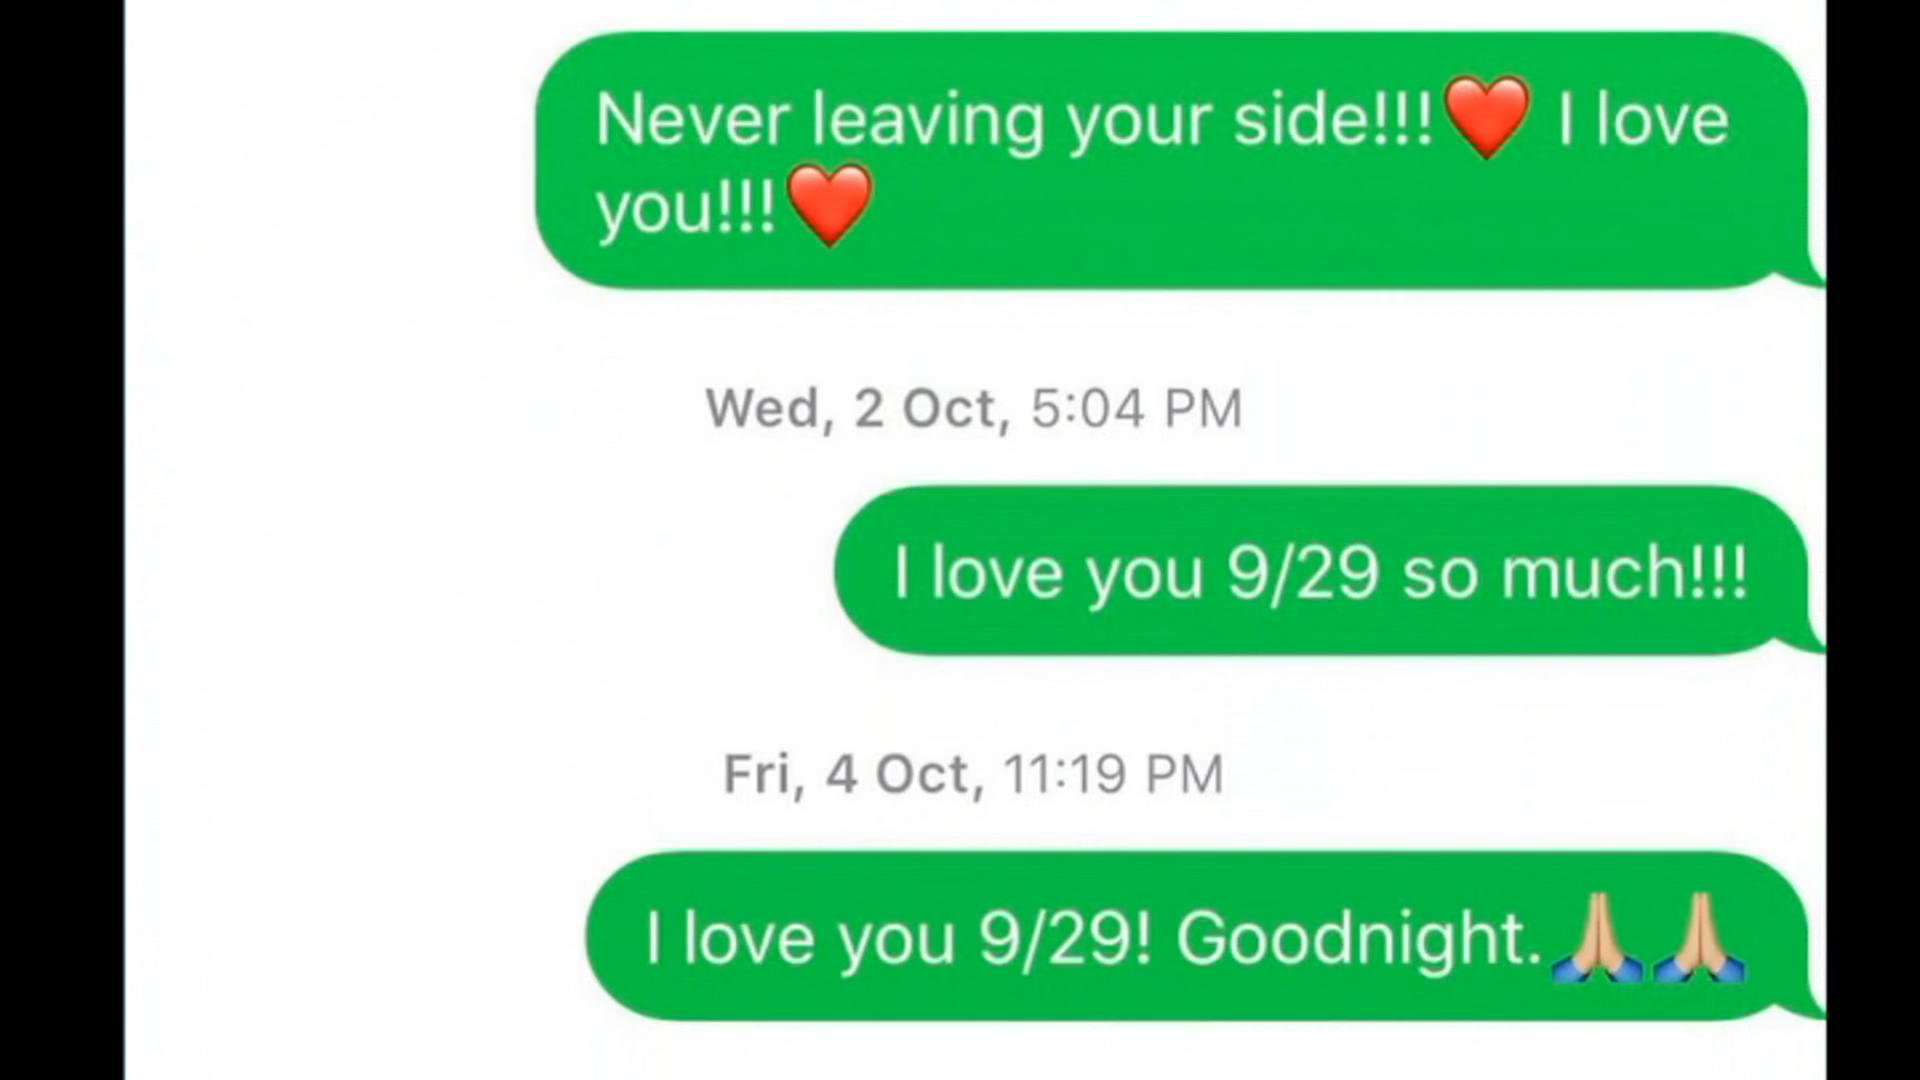 Never leaving your side!!!❤️ I love
you!!!❤️
Wed, 2 Oct, 5:04 PM
I love you 9/29 so much!!!
Fri, 4 Oct, 11:19 PM
I love you 9/29! Goodnight.🙏🏼🙏🏼